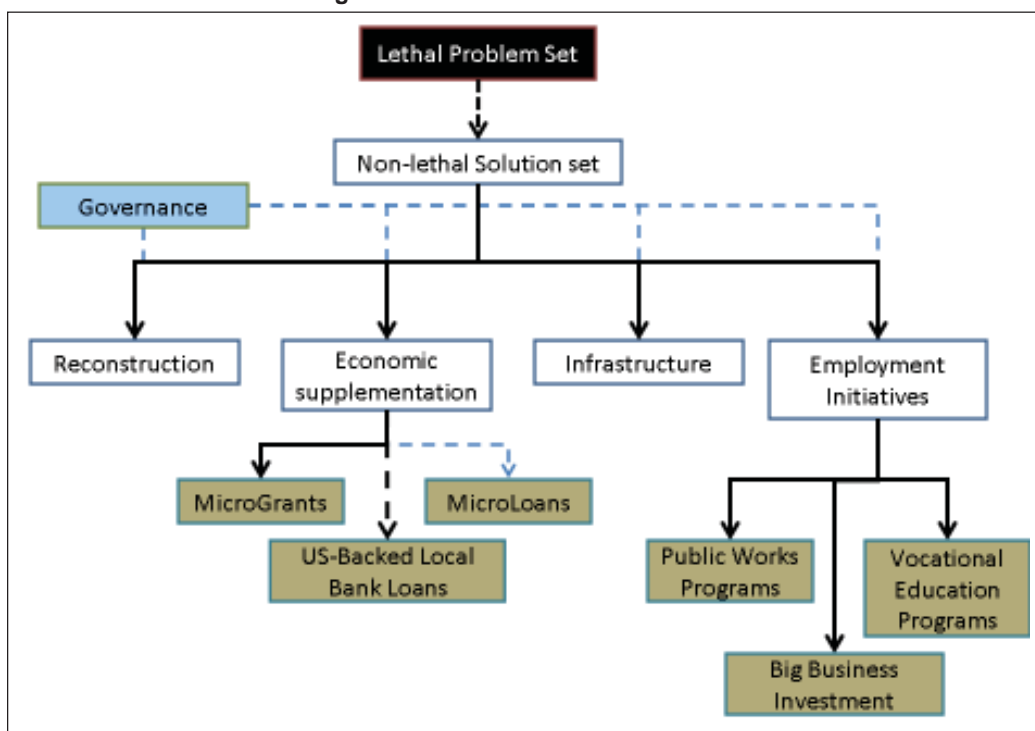 Lethal Problem Set
Non-lethal Solution set
Governance
Reconstruction
Economic
supplementation
Infrastructure
Employment
Initiatives
MicroGrants
MicroLoans
US-Backed Local
Bank Loans
Public Works
Programs
Vocational
Education
Programs
Big Business
Investment